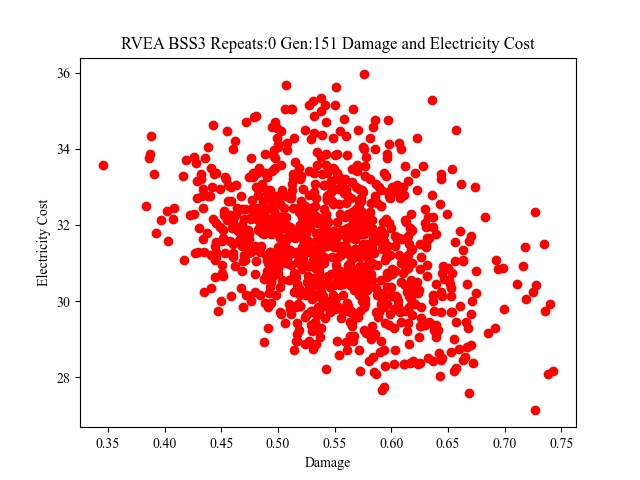 RVEA BSS3 Repeats:0 Gen:151 Damage and Electricity Cost
36
34
32
30
28
Electricity Cost
0.35 0.40 0.45 0.50 0.55 0.60 0.65 0.70 0.75
Damage